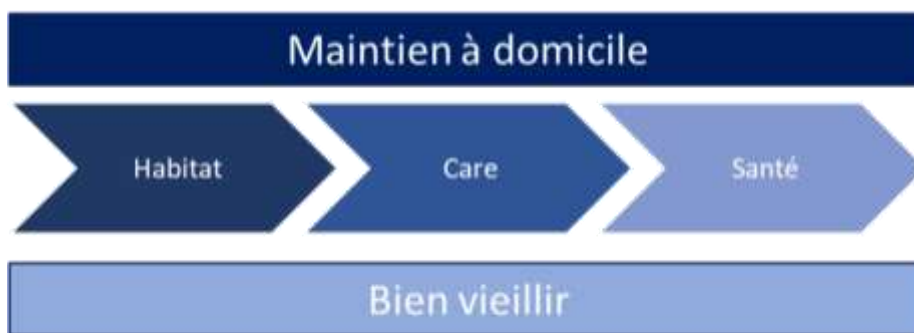 Maintien à domicile
Habitat
Care
Santé
Bien vieillir